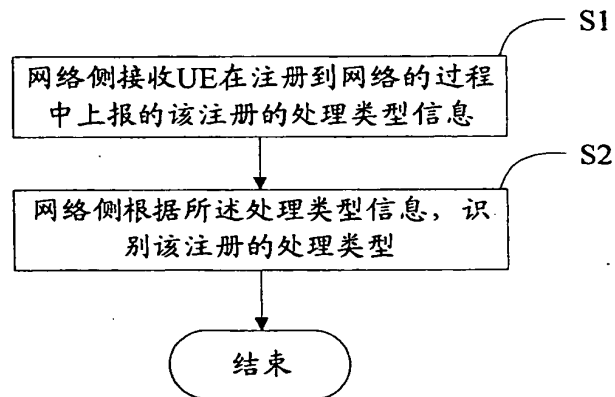 S1
网络侧接收UE在注册到网络的过程
中上报的该注册的处理类型信息
S2
网络侧根据所述处理类型信息，识
别该注册的处理类型
结束